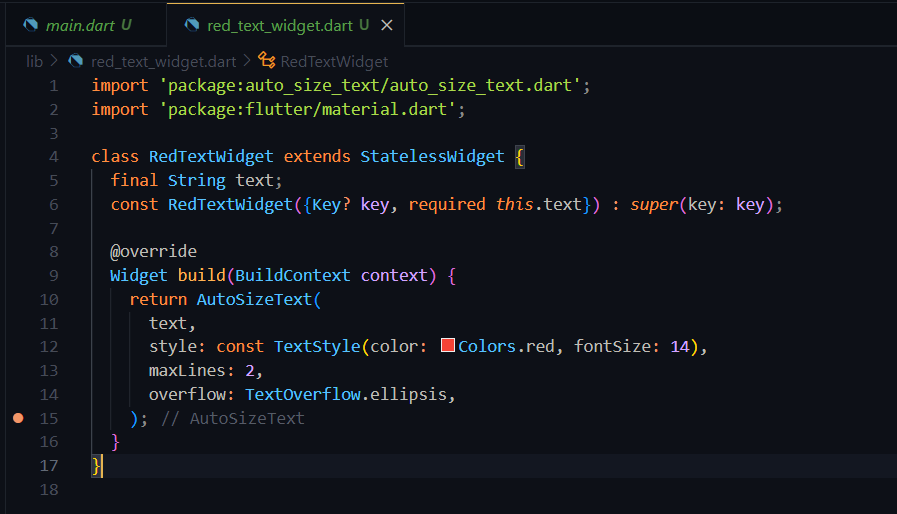 main.dart U
red_text_widget.dart U
lib > red_text_widget.dart > RedTextWidget
1 import 'package:auto_size_text/auto_size_text.dart';
2 import 'package:flutter/material.dart';
3
4 class RedTextWidget extends StatelessWidget {
5 final String text;
6 const RedTextWidget({Key? key, required this.text}) : super(key: key);
7
8 @override
9 Widget build(BuildContext context) {
10 return AutoSizeText(
11 text,
12 style: const TextStyle(color: Colors.red, fontSize: 14),
13 maxLines: 2,
14 overflow: TextOverflow.ellipsis,
15 ); // AutoSizeText
16 }
17 }
18